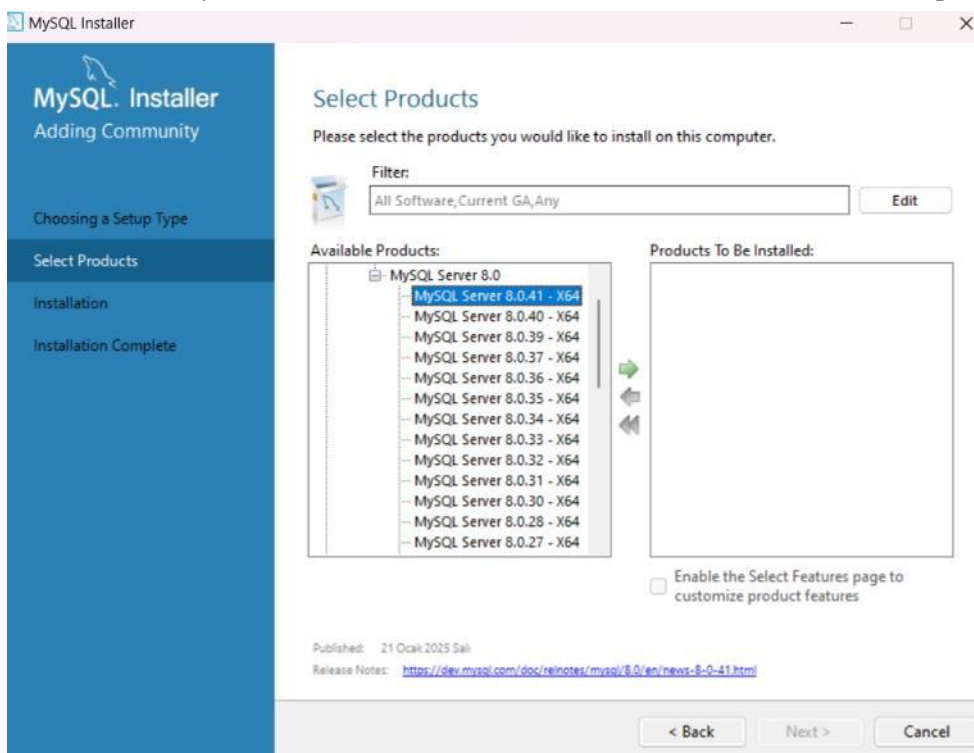 MySQL Installer
MySQL. Installer
Adding Community
Choosing a Setup Type
Select Products
Installation
Installation Complete
Select Products
Please select the products you would like to install on this computer.
Filter:
All Software,Current GA,Any
Edit
Available Products:
MySQL Server 8.0
MySQL Server 8.0.41 - X64
MySQL Server 8.0.40 - X64
MySQL Server 8.0.39 - X64
MySQL Server 8.0.37 - X64
MySQL Server 8.0.36 - X64
MySQL Server 8.0.35 - X64
MySQL Server 8.0.34 - X64
MySQL Server 8.0.33 - X64
MySQL Server 8.0.32 - X64
MySQL Server 8.0.31 - X64
MySQL Server 8.0.30 - X64
MySQL Server 8.0.28 - X64
MySQL Server 8.0.27 - X64
Products To Be Installed:
Enable the Select Features page to
customize product features
Published: 21 Ocak 2025 Salı
Release Notes: https://dev.mysql.com/doc/relnotes/mysql/8.0/en/news-8-0-41.html
< Back
Next >
Cancel